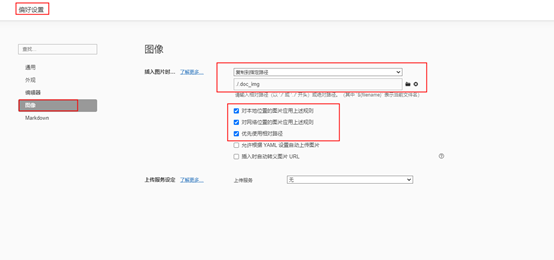 偏好设置
查找...
通用
外观
编辑器
图像
Markdown
图像
插入图片时... 了解更多... 复制到指定路径
/.doc_img
请输入相对路径（以 `./` 或 `../` 开头）或绝对路径。（其中 `${filename}` 表示当前文件名）
对本地位置的图片应用上述规则
对网络位置的图片应用上述规则
优先使用相对路径
允许根据 YAML 设置自动上传图片
插入时自动转义图片 URL
上传服务设定 了解更多... 上传服务 无